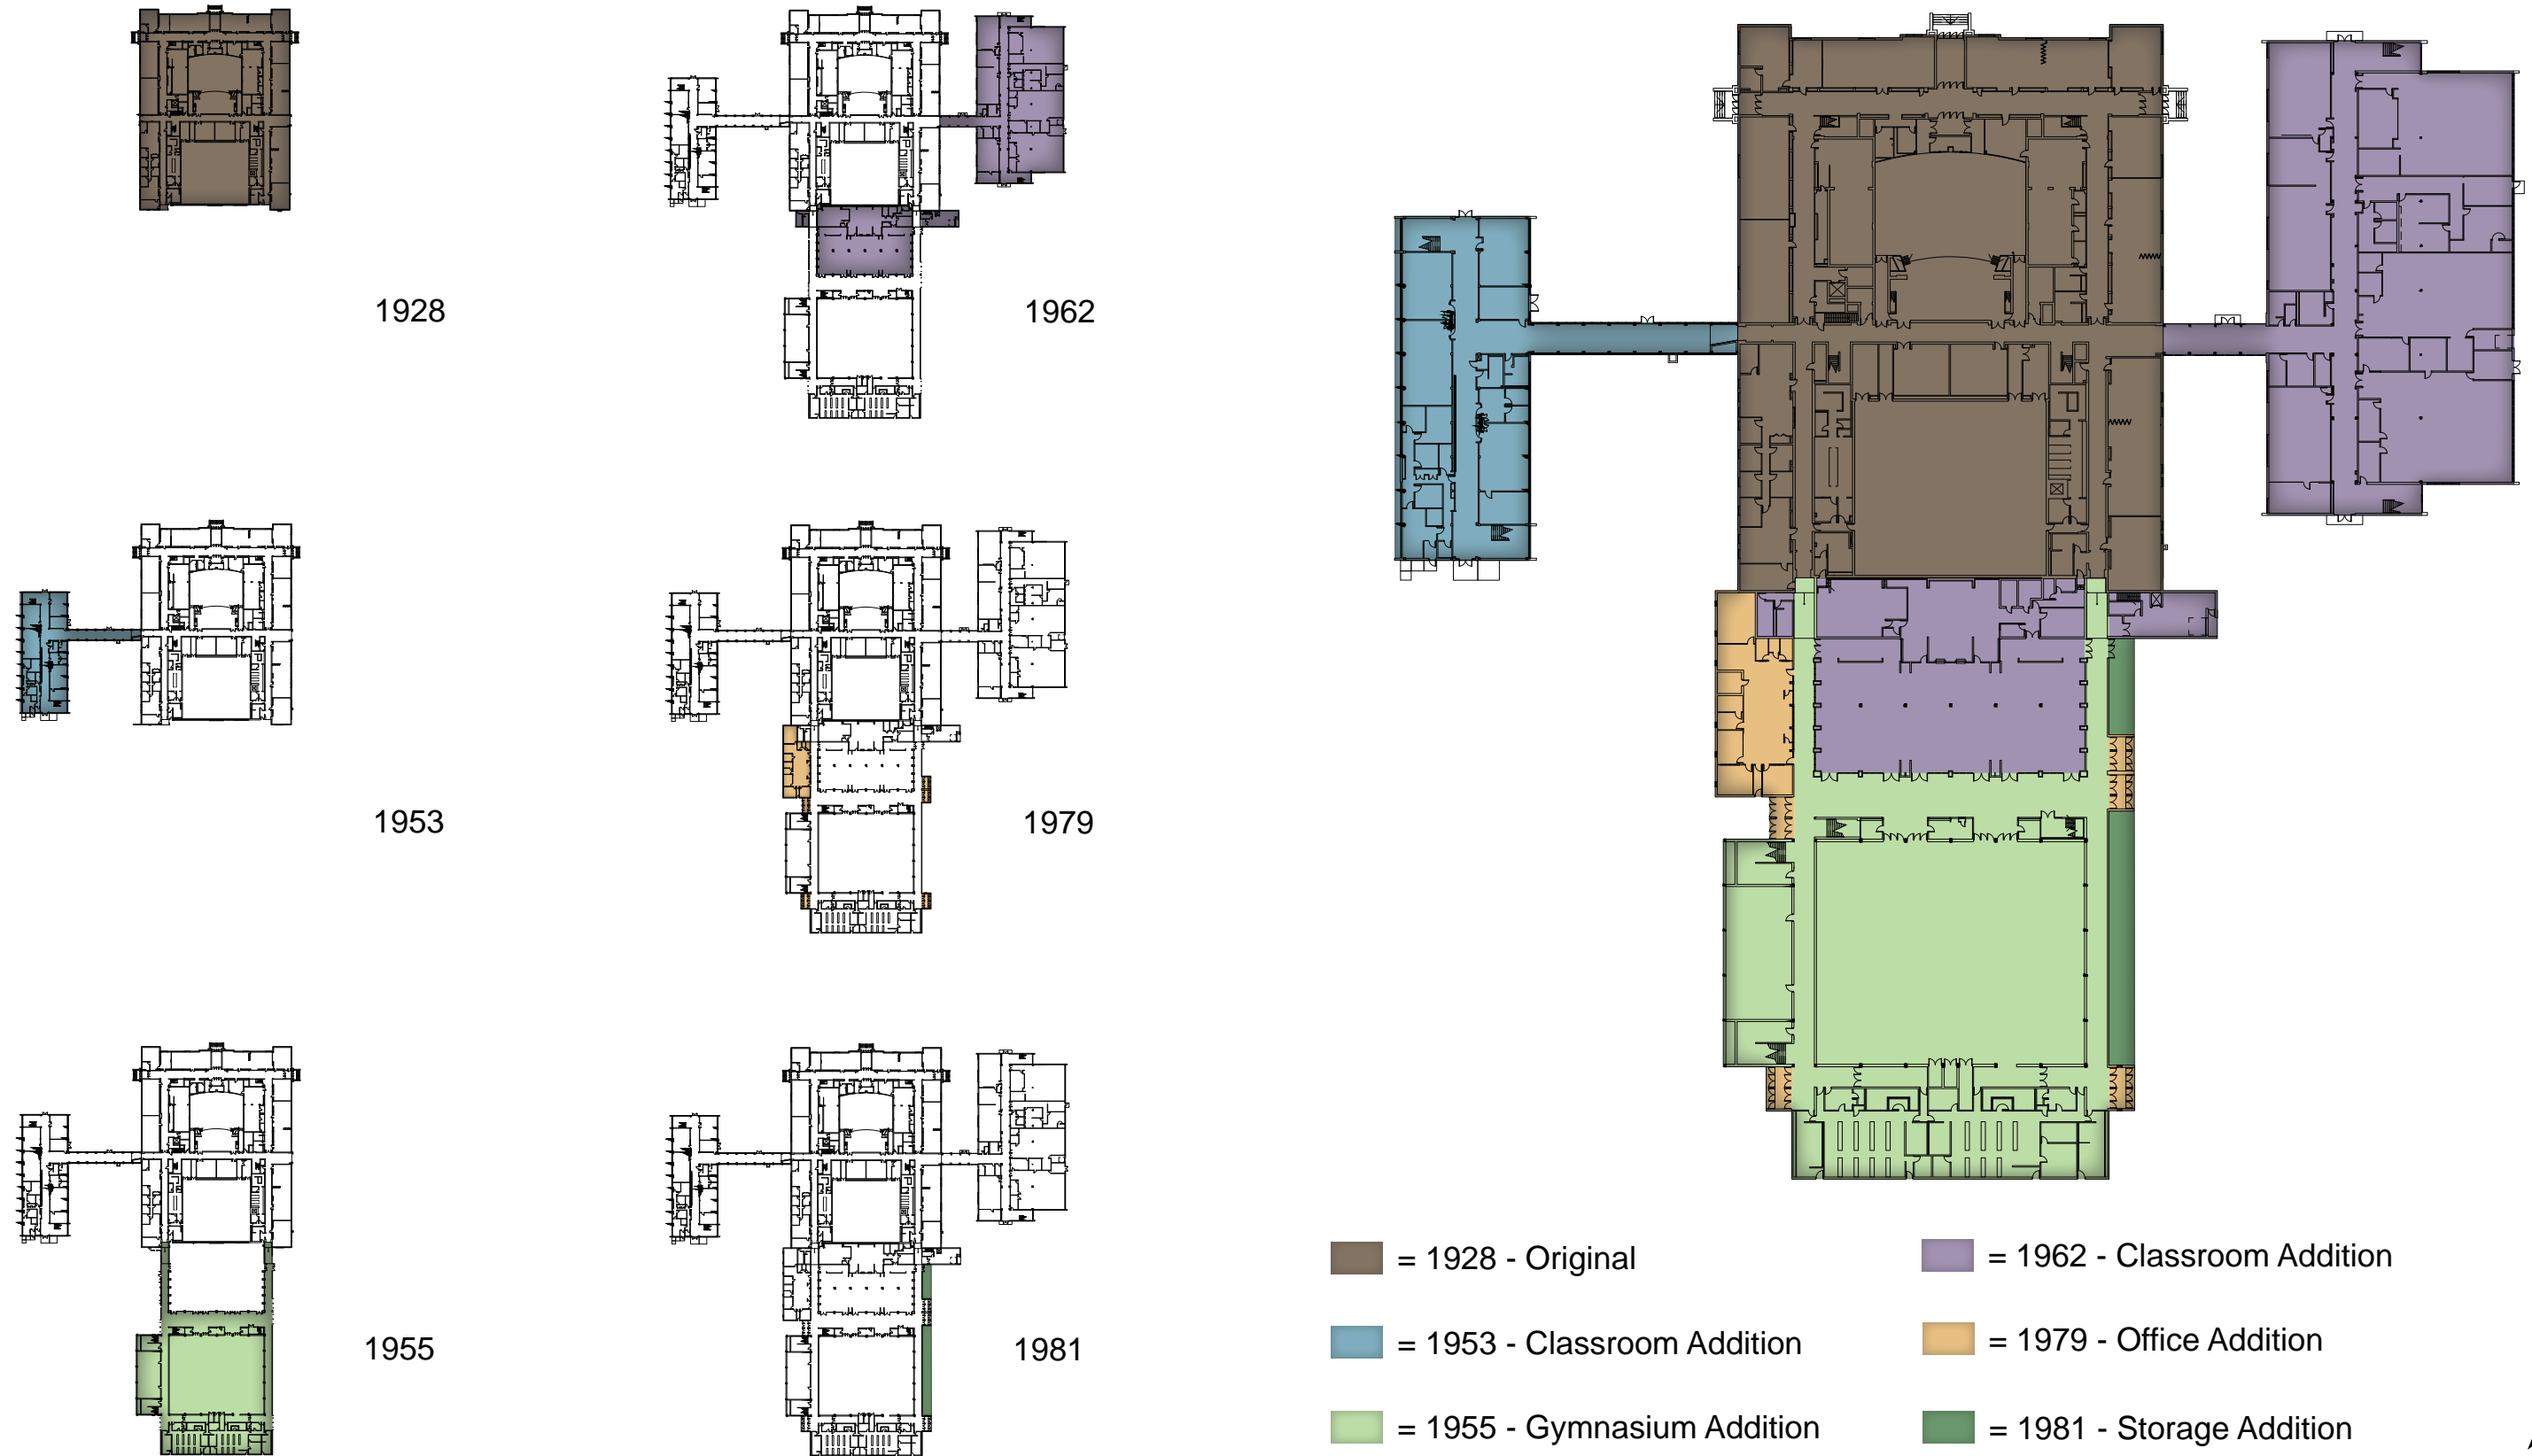 1928
1962
1953
1979
1955
1981
= 1928 - Original
= 1962 - Classroom Addition
= 1953 - Classroom Addition
= 1979 - Office Addition
= 1955 - Gymnasium Addition
= 1981 - Storage Addition